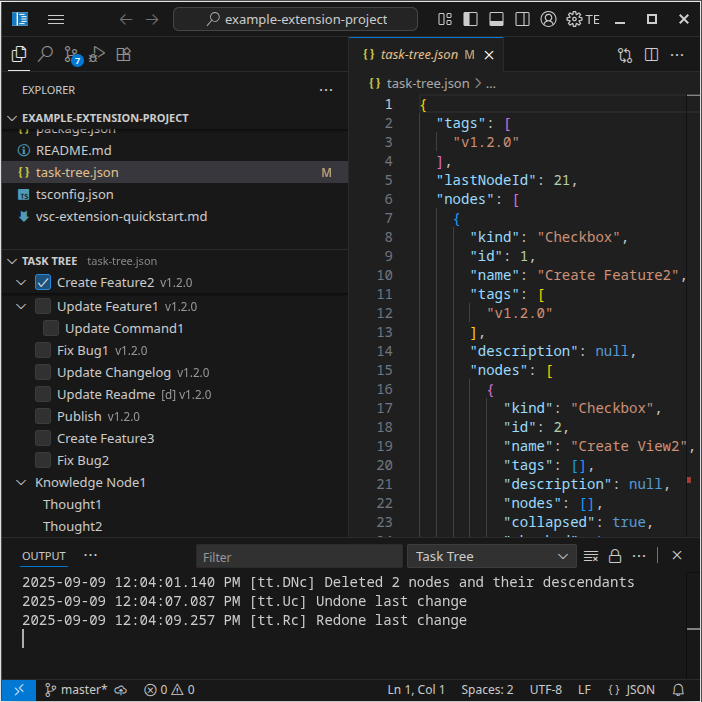 example-extension-project
TE
7
EXPLORER
EXAMPLE-EXTENSION-PROJECT
{} package.json
README.md
task-tree.json M
TS tsconfig.json
vsc-extension-quickstart.md
TASK TREE task-tree.json
Create Feature2 v1.2.0
Update Feature1 v1.2.0
Update Command1
Fix Bug1 v1.2.0
Update Changelog v1.2.0
Update Readme [d] v1.2.0
Publish v1.2.0
Create Feature3
Fix Bug2
Knowledge Node1
Thought1
Thought2
{} task-tree.json M
{} task-tree.json > ...
1 {
2 "tags": [
3 "v1.2.0"
4 ],
5 "lastNodeId": 21,
6 "nodes": [
7 {
8 "kind": "Checkbox",
9 "id": 1,
10 "name": "Create Feature2",
11 "tags": [
12 "v1.2.0"
13 ],
14 "description": null,
15 "nodes": [
16 {
17 "kind": "Checkbox",
18 "id": 2,
19 "name": "Create View2",
20 "tags": [],
21 "description": null,
22 "nodes": [],
23 "collapsed": true,
OUTPUT
Filter
Task Tree
2025-09-09 12:04:01.140 PM [tt.DNc] Deleted 2 nodes and their descendants
2025-09-09 12:04:07.087 PM [tt.Uc] Undone last change
2025-09-09 12:04:09.257 PM [tt.Rc] Redone last change
master* 0 0 Ln 1, Col 1 Spaces: 2 UTF-8 LF {} JSON